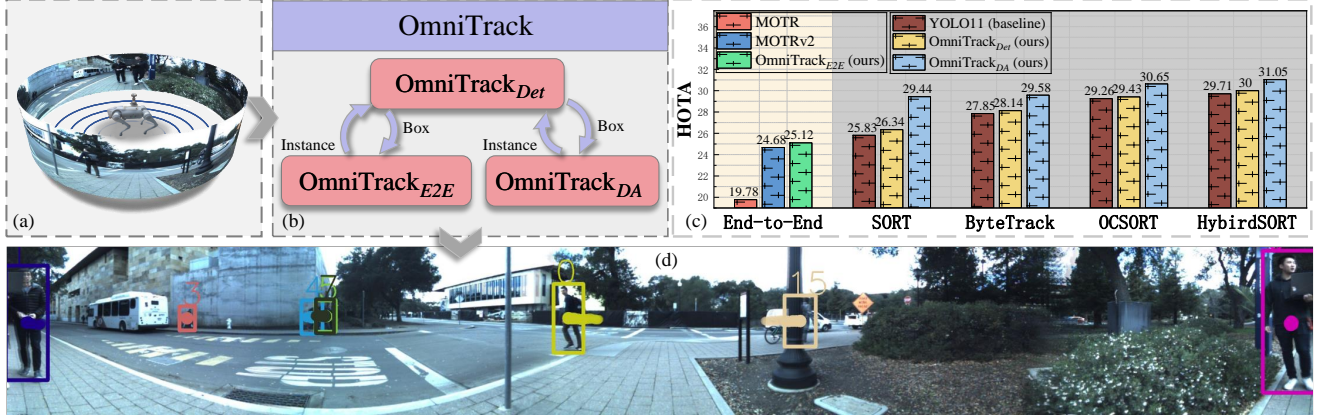 (a)
OmniTrack
OmniTrack_Det
Instance
Box
Instance
Box
OmniTrack_E2E
OmniTrack_DA
(b)
HOTA
36
34
32
30
28
26
24
22
20
MOTR
MOTRv2
OmniTrack_E2E (ours)
YOLO11 (baseline)
OmniTrack_Det (ours)
OmniTrack_DA (ours)
19.78
24.68
25.12
25.83
26.34
29.44
27.85
28.14
29.58
29.26
29.43
30.65
29.71
30
31.05
(c)
End-to-End
SORT
ByteTrack
OCSORT
HybirdSORT
(d)
0
15